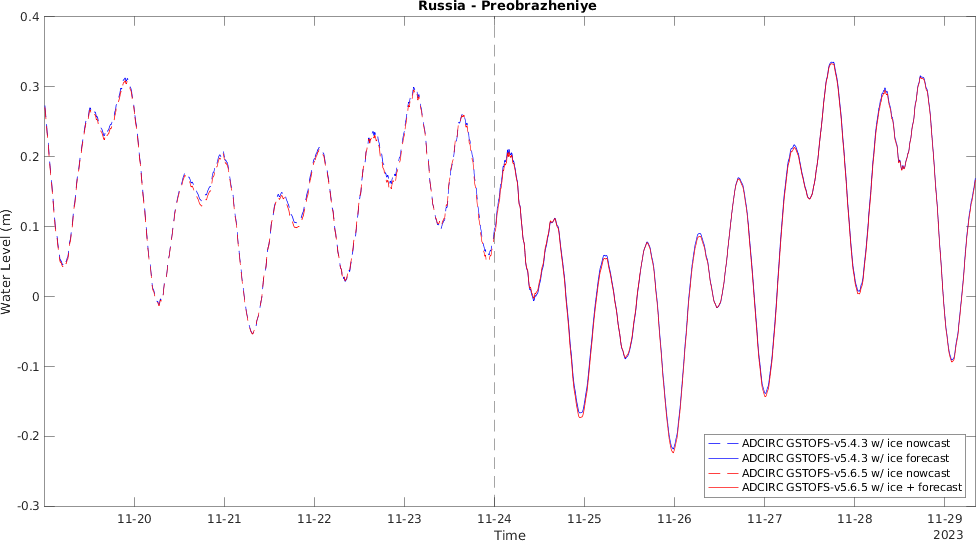 Russia - Preobrazheniye
0.4
0.3
0.2
0.1
0
-0.1
-0.2
-0.3
Water Level (m)
ADCIRC GSTOFS-v5.4.3 w/ ice nowcast
ADCIRC GSTOFS-v5.4.3 w/ ice forecast
ADCIRC GSTOFS-v5.6.5 w/ ice nowcast
ADCIRC GSTOFS-v5.6.5 w/ ice + forecast
11-20
11-21
11-22
11-23
11-24
11-25
11-26
11-27
11-28
11-29
Time
2023